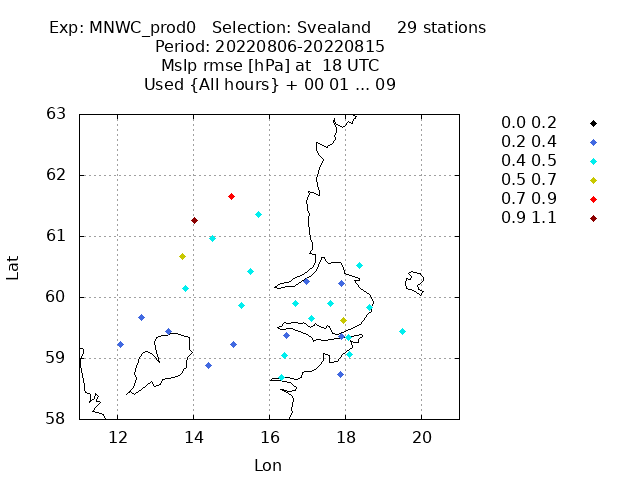 Exp: MNWC_prod0   Selection: Svealand     29 stations
Period: 20220806-20220815
Mslp rmse [hPa] at  18 UTC
Used {All hours} + 00 01 ... 09
63
62
61
60
59
58
Lat
12 14 16 18 20
Lon
0.0 0.2
0.2 0.4
0.4 0.5
0.5 0.7
0.7 0.9
0.9 1.1